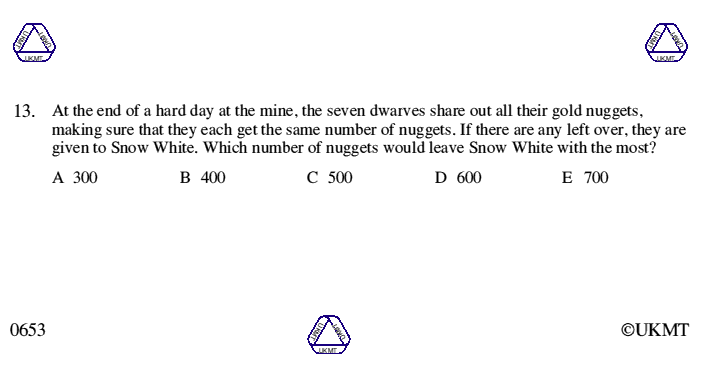 UKMT UKMT UKMT UKMT UKMT UKMT
13. At the end of a hard day at the mine, the seven dwarves share out all their gold nuggets,
making sure that they each get the same number of nuggets. If there are any left over, they are
given to Snow White. Which number of nuggets would leave Snow White with the most?
A 300 B 400 C 500 D 600 E 700
0653 UKMT UKMT UKMT ©UKMT